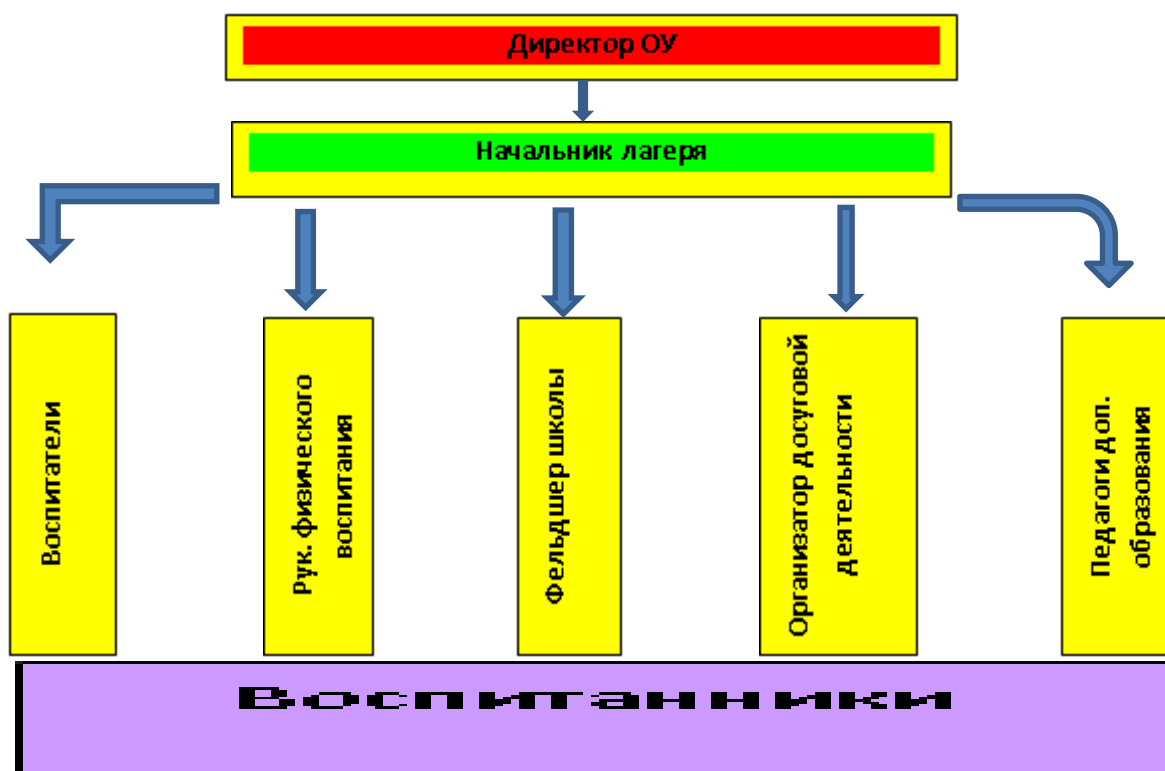 Директор ОУ
Начальник лагеря
Воспитатели
Рук. физического
воспитания
Фельдшер школы
Организатор досуговой
деятельности
Педагоги доп.
образования
Воспитанники